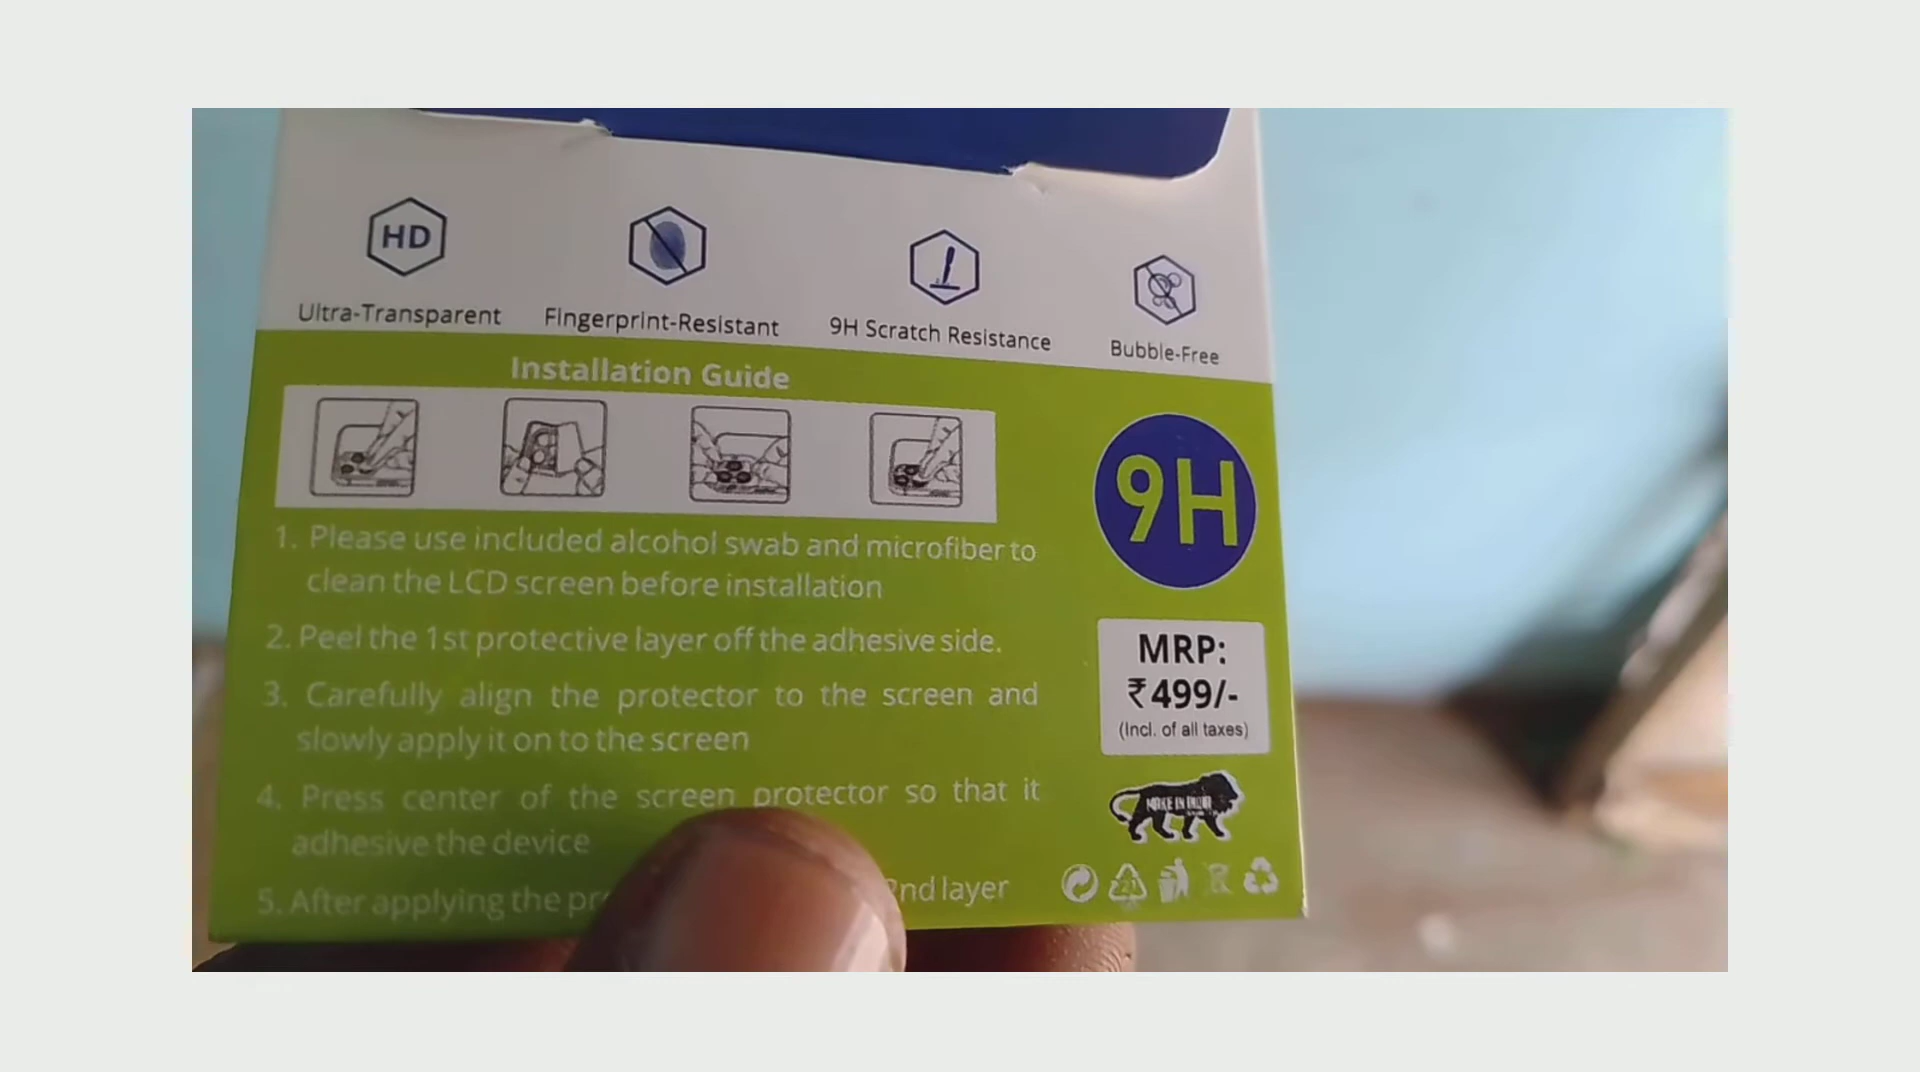 HD
Ultra-Transparent
Fingerprint-Resistant
9H Scratch Resistance
Bubble-Free
Installation Guide
9H
1. Please use included alcohol swab and microfiber to
clean the LCD screen before installation
2. Peel the 1st protective layer off the adhesive side.
3. Carefully align the protector to the screen and
slowly apply it on to the screen
4. Press center of the screen protector so that it
adhesive the device
5. After applying the layer
MRP:
₹499/-
(Incl. of all taxes)
MAKE IN INDIA